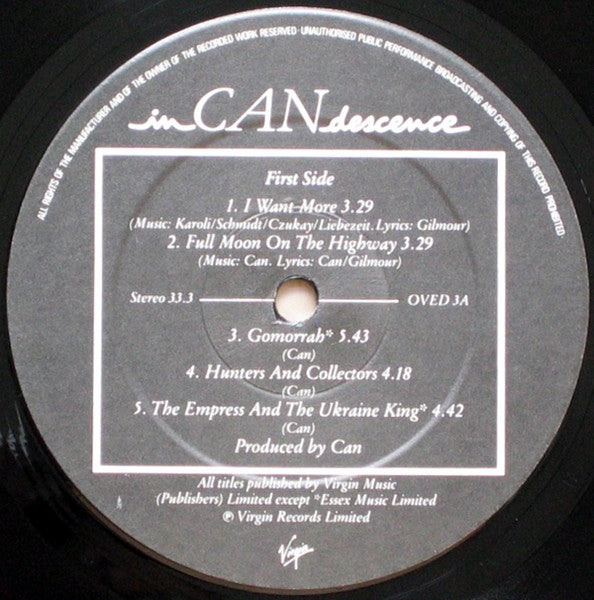 ALL RIGHTS OF THE MANUFACTURER AND OF THE OWNER OF THE RECORDED WORK RESERVED · UNAUTHORISED PUBLIC PERFORMANCE BROADCASTING AND COPYING OF THIS RECORD PROHIBITED
inCANdescence
First Side
1. I Want More 3.29
(Music: Karoli/Schmidt/Czukay/Liebezeit. Lyrics: Gilmour)
2. Full Moon On The Highway 3.29
(Music: Can. Lyrics: Can/Gilmour)
Stereo 33.3 OVED 3A
3. Gomorrah* 5.43
(Can)
4. Hunters And Collectors 4.18
(Can)
5. The Empress And The Ukraine King* 4.42
(Can)
Produced by Can
All titles published by Virgin Music
(Publishers) Limited except *Essex Music Limited
℗ Virgin Records Limited
Virgin